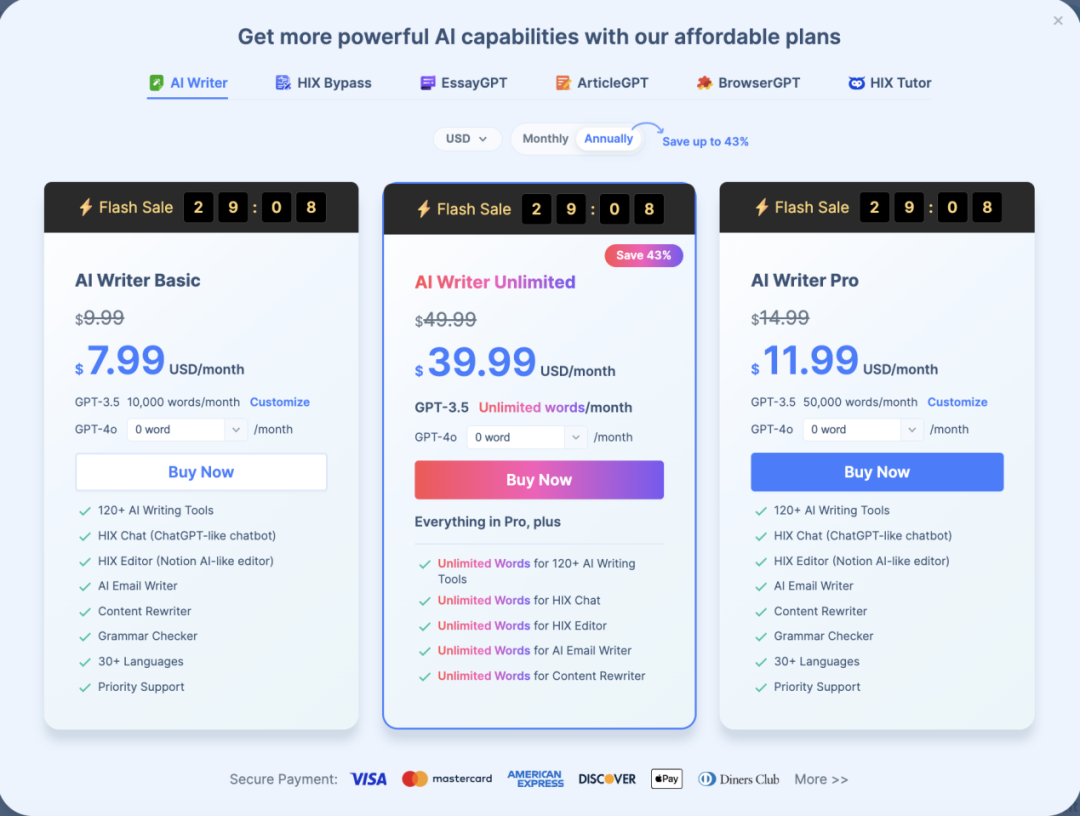 Get more powerful AI capabilities with our affordable plans
AI Writer HIX Bypass EssayGPT ArticleGPT BrowserGPT HIX Tutor
USD Monthly Annually Save up to 43%
Flash Sale 2 9 : 0 8
AI Writer Basic
$9.99
$ 7.99 USD/month
GPT-3.5 10,000 words/month Customize
GPT-4o 0 word /month
Buy Now
120+ AI Writing Tools
HIX Chat (ChatGPT-like chatbot)
HIX Editor (Notion AI-like editor)
AI Email Writer
Content Rewriter
Grammar Checker
30+ Languages
Priority Support
Flash Sale 2 9 : 0 8
Save 43%
AI Writer Unlimited
$49.99
$ 39.99 USD/month
GPT-3.5 Unlimited words/month
GPT-4o 0 word /month
Buy Now
Everything in Pro, plus
Unlimited Words for 120+ AI Writing
Tools
Unlimited Words for HIX Chat
Unlimited Words for HIX Editor
Unlimited Words for AI Email Writer
Unlimited Words for Content Rewriter
Flash Sale 2 9 : 0 8
AI Writer Pro
$14.99
$ 11.99 USD/month
GPT-3.5 50,000 words/month Customize
GPT-4o 0 word /month
Buy Now
120+ AI Writing Tools
HIX Chat (ChatGPT-like chatbot)
HIX Editor (Notion AI-like editor)
AI Email Writer
Content Rewriter
Grammar Checker
30+ Languages
Priority Support
Secure Payment: VISA mastercard AMERICAN EXPRESS DISCOVER Pay Diners Club More >>